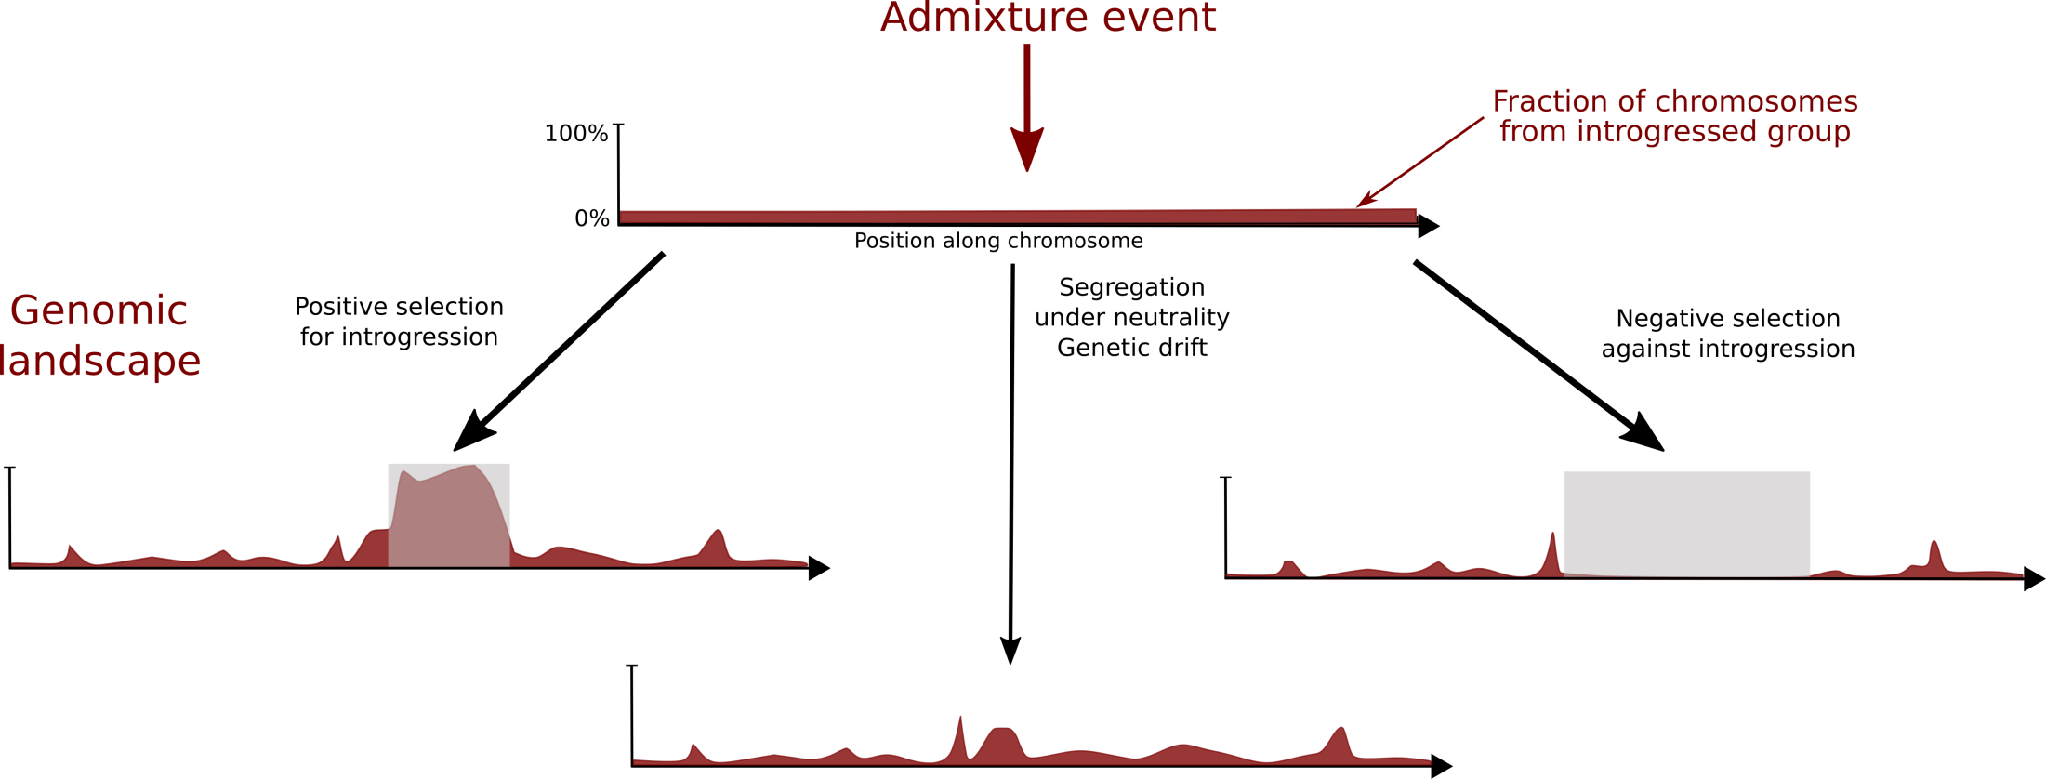 Admixture event
Fraction of chromosomes
from introgressed group
100%
0%
Position along chromosome
Genomic
landscape
Positive selection
for introgression
Segregation
under neutrality
Genetic drift
Negative selection
against introgression